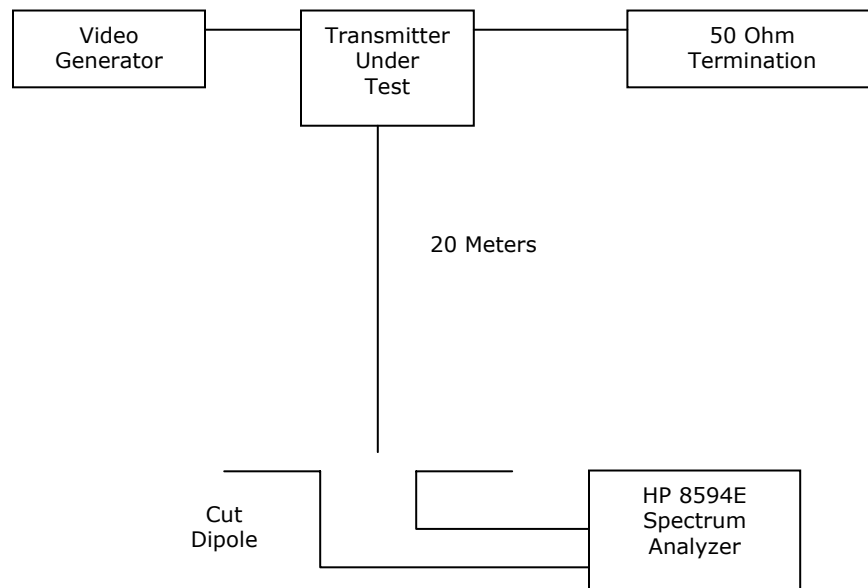 Video
Generator
Transmitter
Under
Test
50 Ohm
Termination
20 Meters
Cut
Dipole
HP 8594E
Spectrum
Analyzer